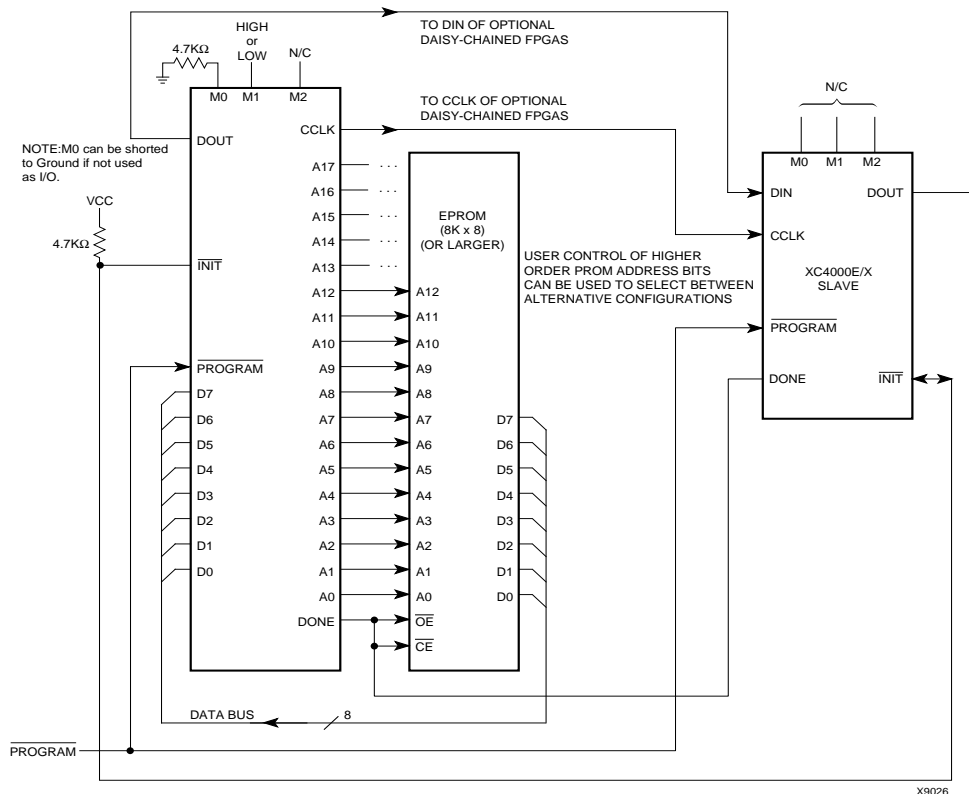 HIGH
or
LOW
4.7KΩ
N/C
M0 M1 M2
TO DIN OF OPTIONAL
DAISY-CHAINED FPGAS
TO CCLK OF OPTIONAL
DAISY-CHAINED FPGAS
N/C
M0 M1 M2
NOTE:M0 can be shorted
to Ground if not used
as I/O.
VCC
4.7KΩ
DOUT
INIT
PROGRAM
D7
D6
D5
D4
D3
D2
D1
D0
CCLK
A17 ...
A16 ...
A15 ...
A14 ...
A13 ...
A12
A11
A10
A9
A8
A7
A6
A5
A4
A3
A2
A1
A0
DONE
EPROM
(8K x 8)
(OR LARGER)
A12
A11
A10
A9
A8
A7
A6
A5
A4
A3
A2
A1
A0
OE
CE
D7
D6
D5
D4
D3
D2
D1
D0
USER CONTROL OF HIGHER
ORDER PROM ADDRESS BITS
CAN BE USED TO SELECT BETWEEN
ALTERNATIVE CONFIGURATIONS
DIN DOUT
CCLK
XC4000E/X
SLAVE
PROGRAM
DONE INIT
DATA BUS 8
PROGRAM
X9026